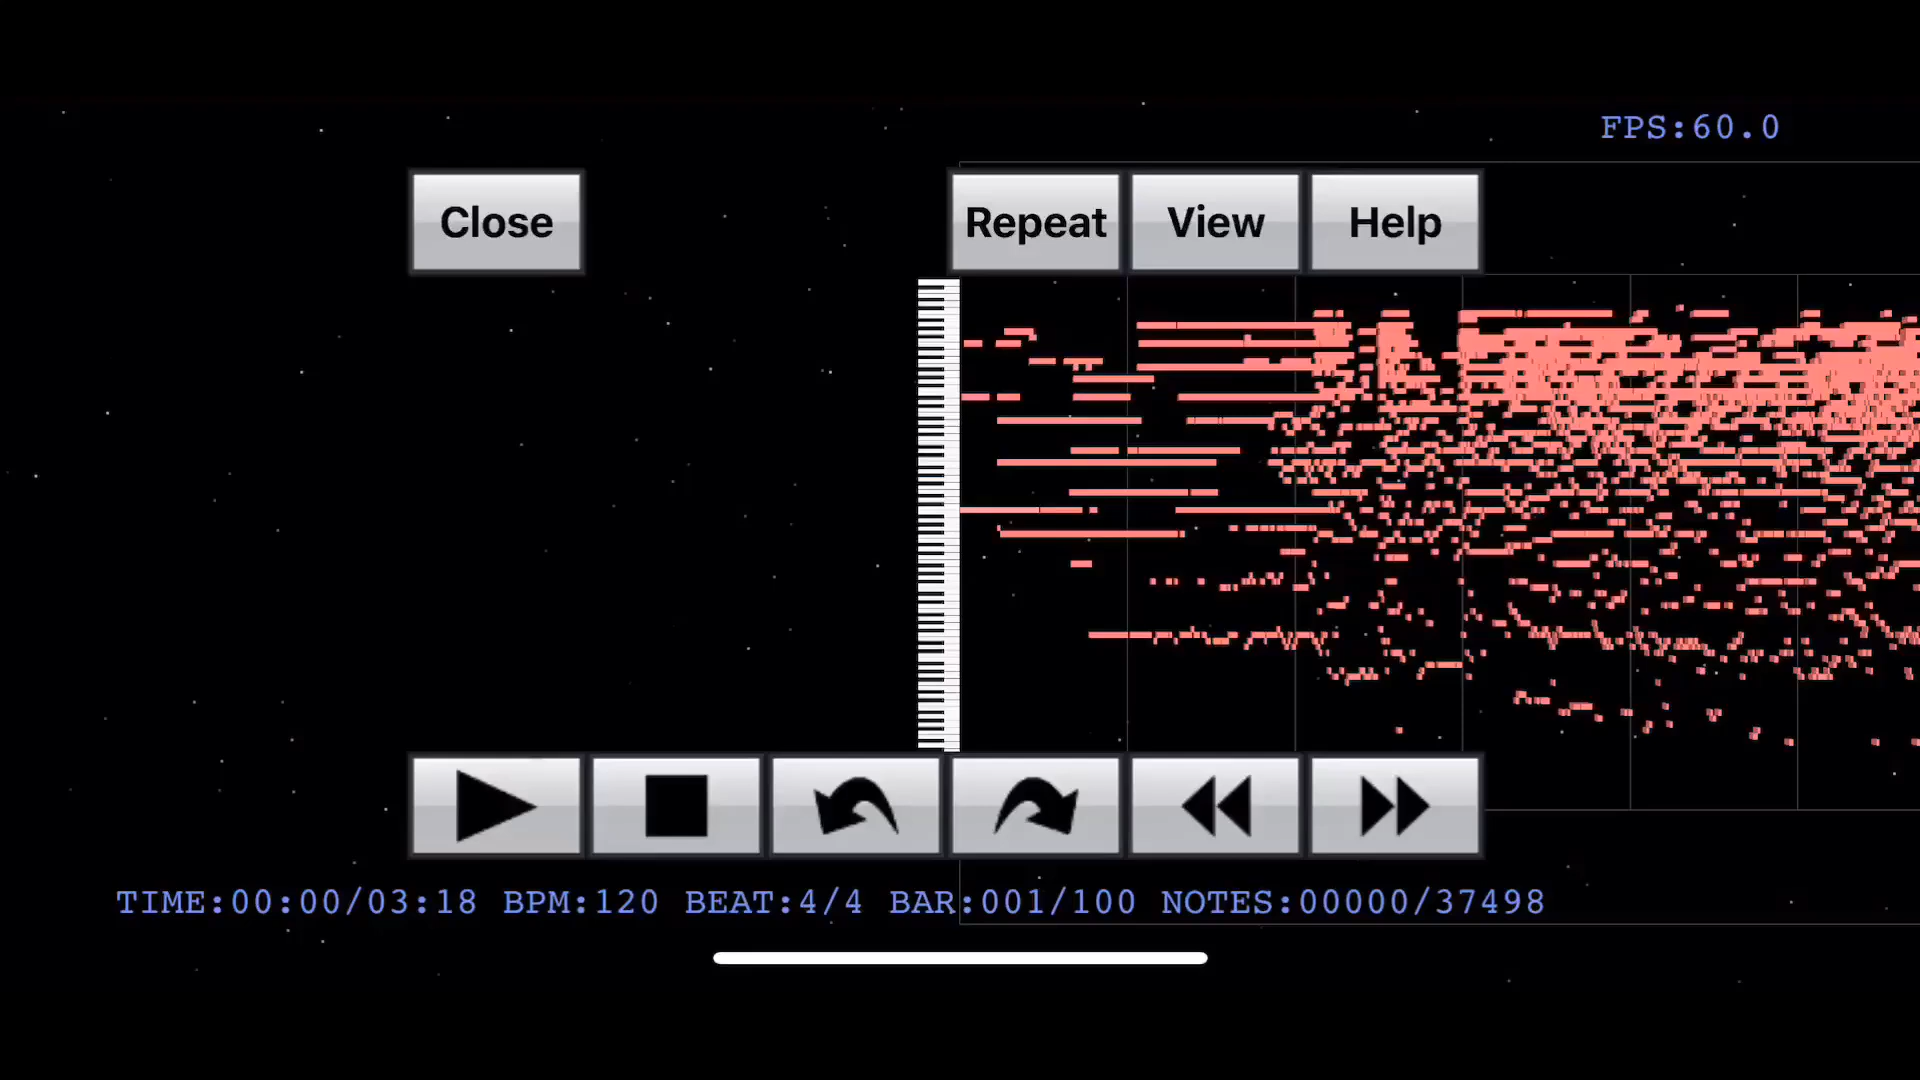 FPS:60.0
Close
Repeat
View
Help
TIME:00:00/03:18 BPM:120 BEAT:4/4 BAR:001/100 NOTES:00000/37498